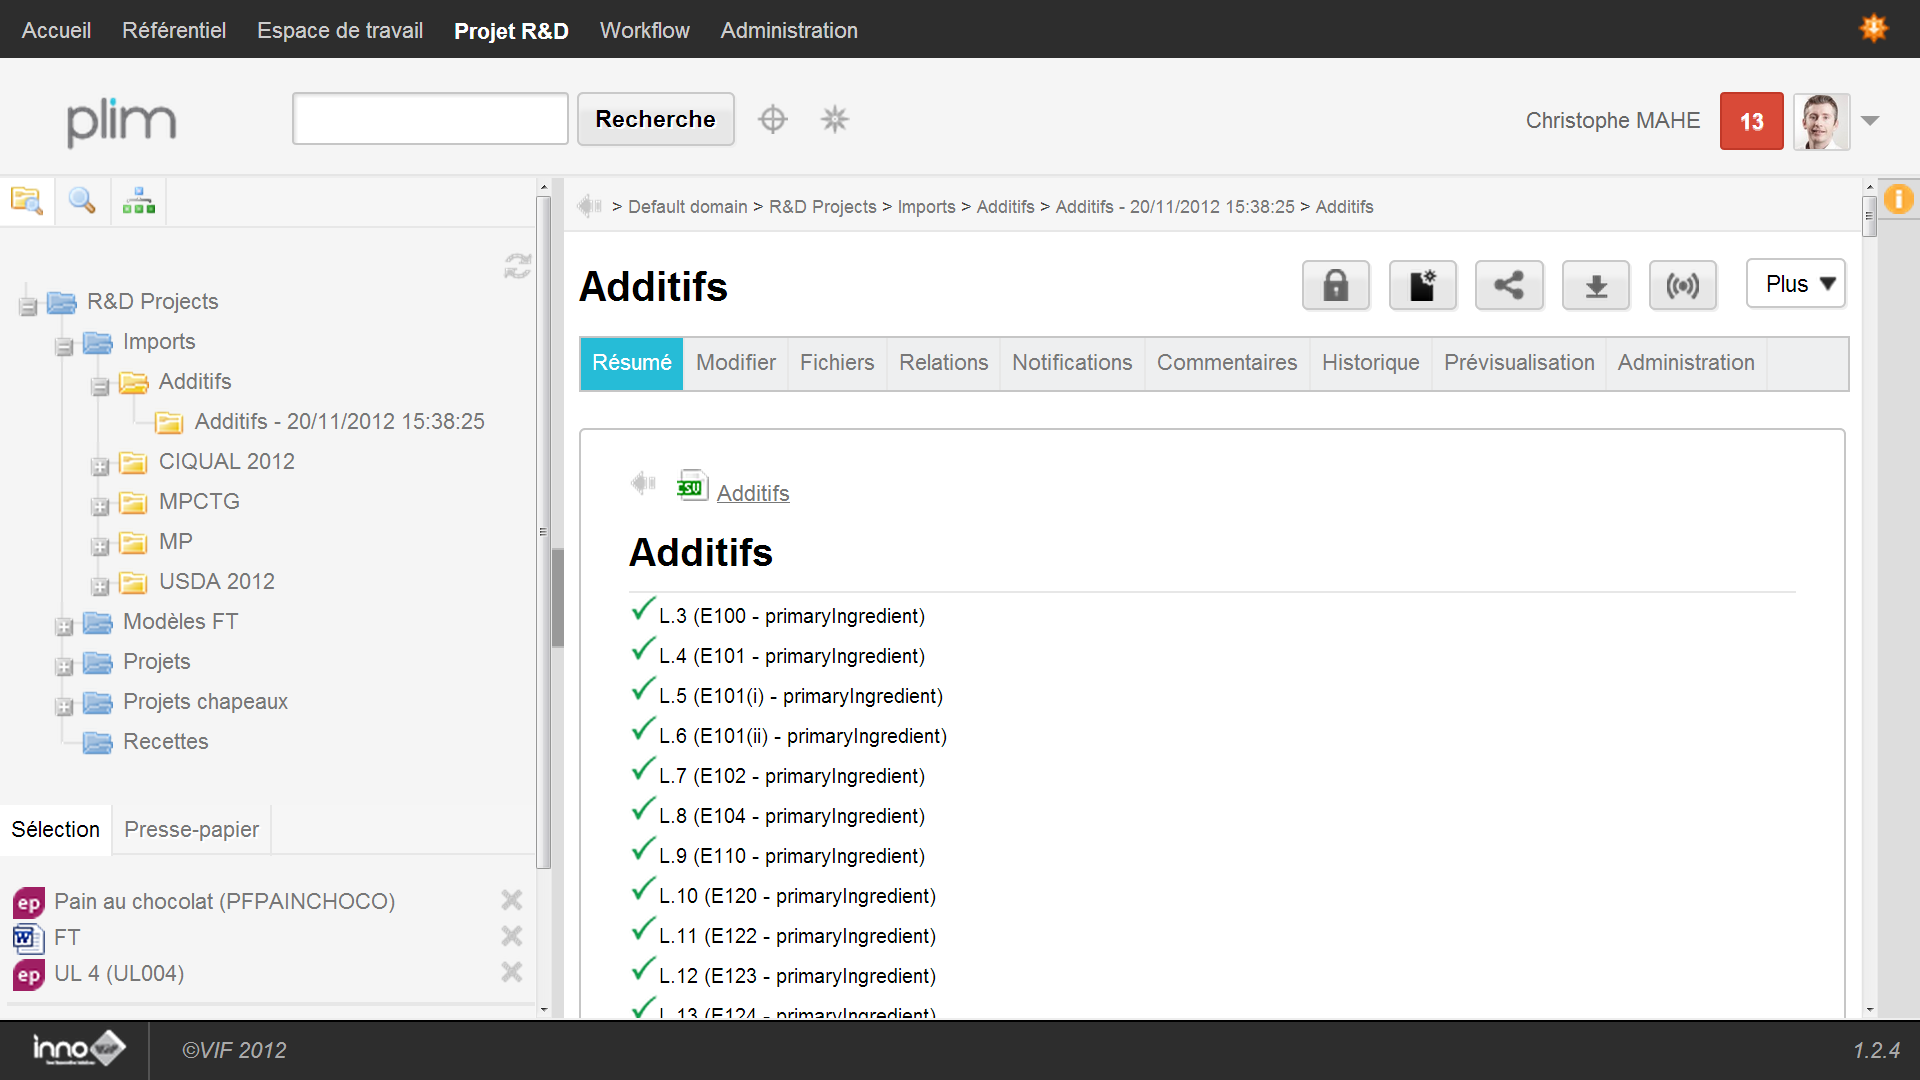 Accueil Référentiel Espace de travail Projet R&D Workflow Administration
plim Recherche Christophe MAHE 13
> Default domain > R&D Projects > Imports > Additifs > Additifs - 20/11/2012 15:38:25 > Additifs
R&D Projects
Imports
Additifs
Additifs - 20/11/2012 15:38:25
CIQUAL 2012
MPCTG
MP
USDA 2012
Modèles FT
Projets
Projets chapeaux
Recettes
Sélection Presse-papier
ep Pain au chocolat (PFPAINCHOCO)
W FT
ep UL 4 (UL004)
Additifs
Plus
Résumé Modifier Fichiers Relations Notifications Commentaires Historique Prévisualisation Administration
CSV Additifs
Additifs
L.3 (E100 - primaryIngredient)
L.4 (E101 - primaryIngredient)
L.5 (E101(i) - primaryIngredient)
L.6 (E101(ii) - primaryIngredient)
L.7 (E102 - primaryIngredient)
L.8 (E104 - primaryIngredient)
L.9 (E110 - primaryIngredient)
L.10 (E120 - primaryIngredient)
L.11 (E122 - primaryIngredient)
L.12 (E123 - primaryIngredient)
L.13 (E124 - primaryIngredient)
inno ©VIF 2012 1.2.4